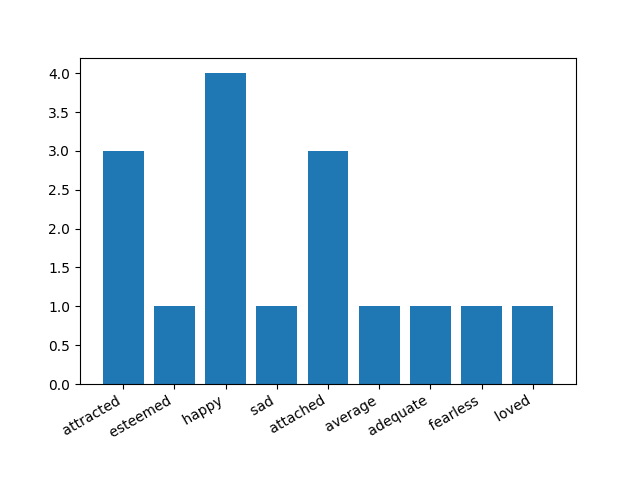 4.0
3.5
3.0
2.5
2.0
1.5
1.0
0.5
0.0
attracted
esteemed
happy
sad
attached
average
adequate
fearless
loved